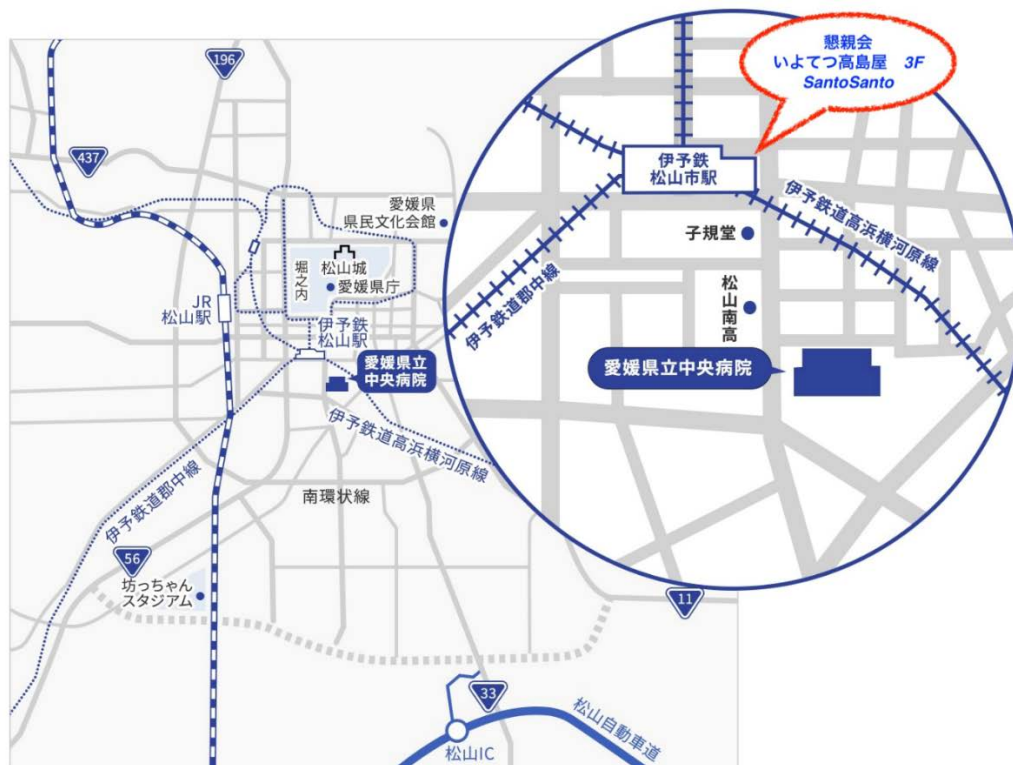 196
437
愛媛県
県民文化会館
堀之内
松山城
愛媛県庁
JR
松山駅
伊予鉄
松山駅
愛媛県立
中央病院
伊予鉄道高浜横河原線
伊予鉄道郡中線
南環状線
56
坊っちゃん
スタジアム
11
33
松山IC
松山自動車道
懇親会
いよてつ高島屋 3F
SantoSanto
伊予鉄
松山市駅
伊予鉄道高浜横河原線
子規堂
伊予鉄道郡中線
松山南高
愛媛県立中央病院